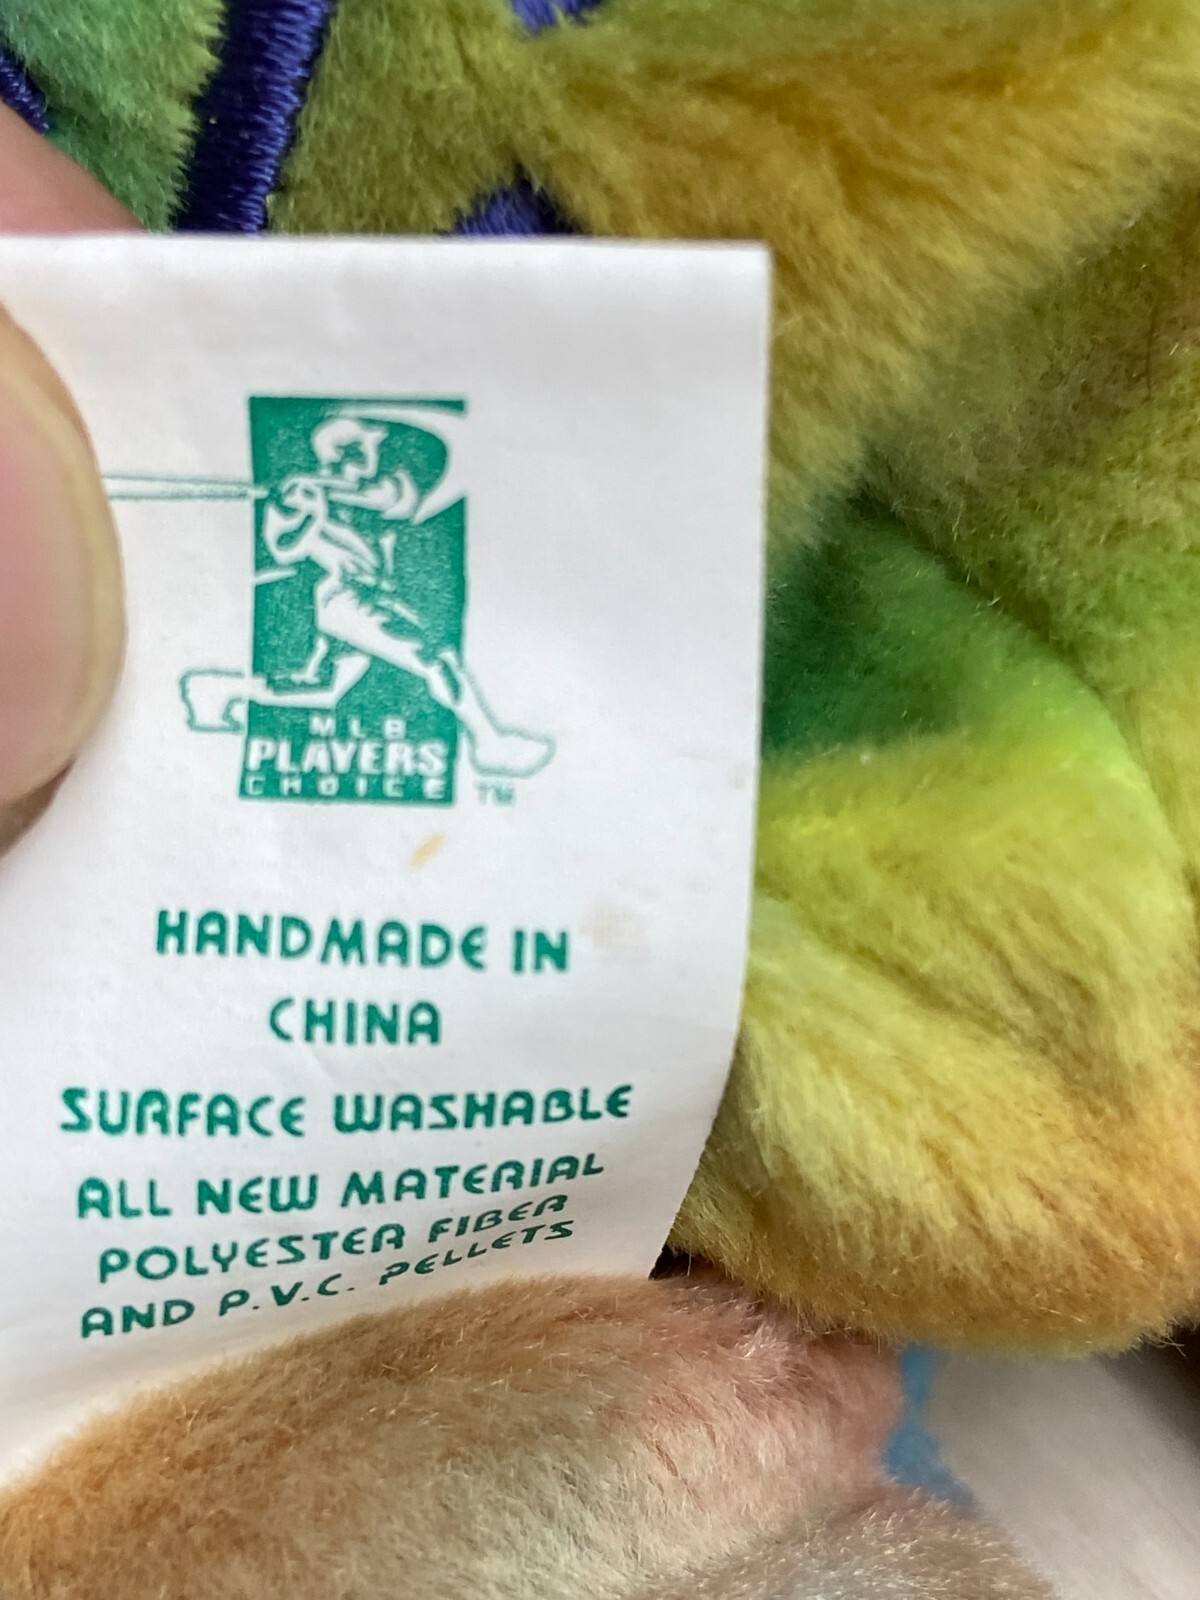 MLB
PLAYERS
CHOICE TM
HANDMADE IN
CHINA
SURFACE WASHABLE
ALL NEW MATERIAL
POLYESTER FIBER
AND P.V.C. PELLETS